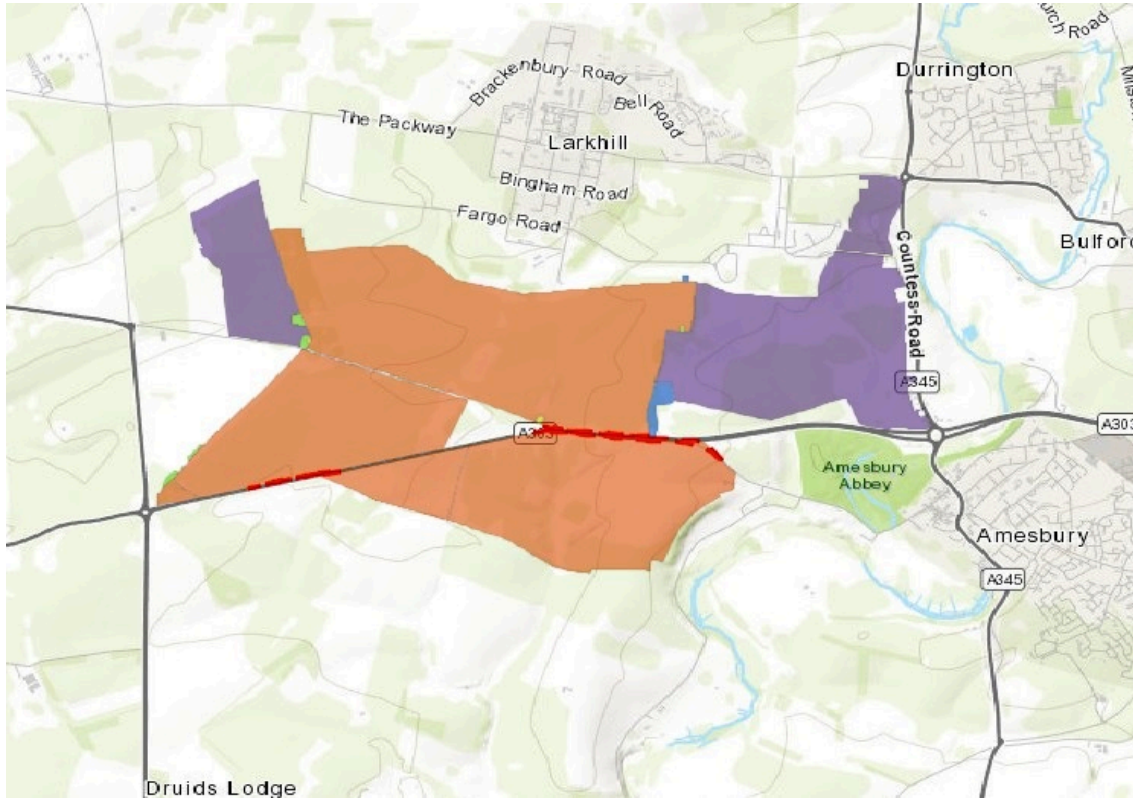 urch Road
Durrington
Brackenbury Road
Bell Road
The Packway
Larkhill
Bingham Road
Fargo Road
Bulford
Countess Road
A345
A303
A303
Amesbury
Abbey
Amesbury
A345
Druids Lodge